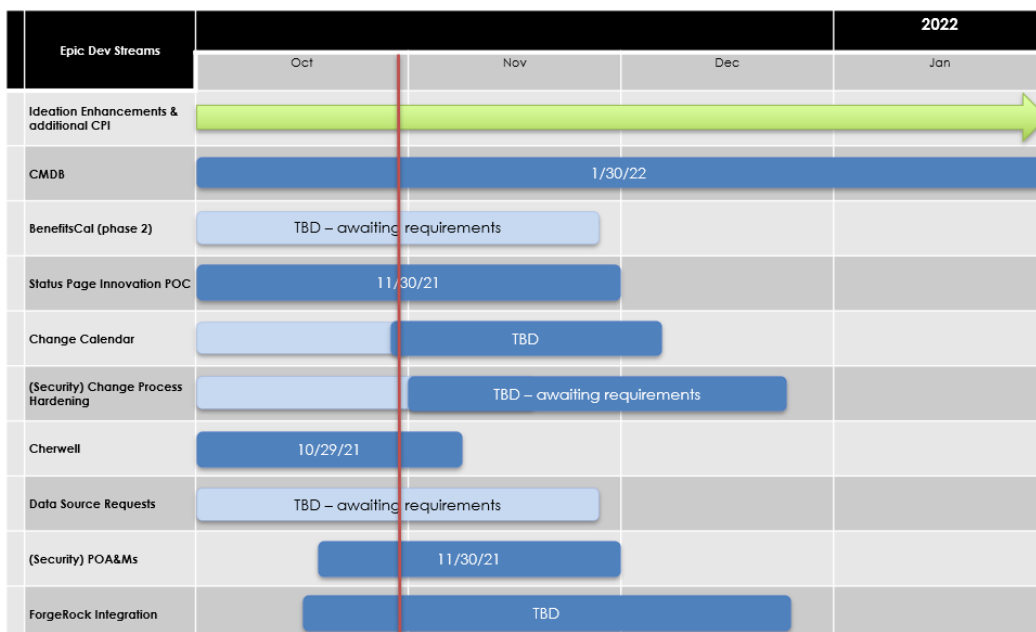 2022
Epic Dev Streams
Oct
Nov
Dec
Jan
Ideation Enhancements &
additional CPI
CMDB
1/30/22
BenefitsCal (phase 2)
TBD – awaiting requirements
Status Page Innovation POC
11/30/21
Change Calendar
TBD
(Security) Change Process
Hardening
TBD – awaiting requirements
Cherwell
10/29/21
Data Source Requests
TBD – awaiting requirements
(Security) POA&Ms
11/30/21
ForgeRock Integration
TBD